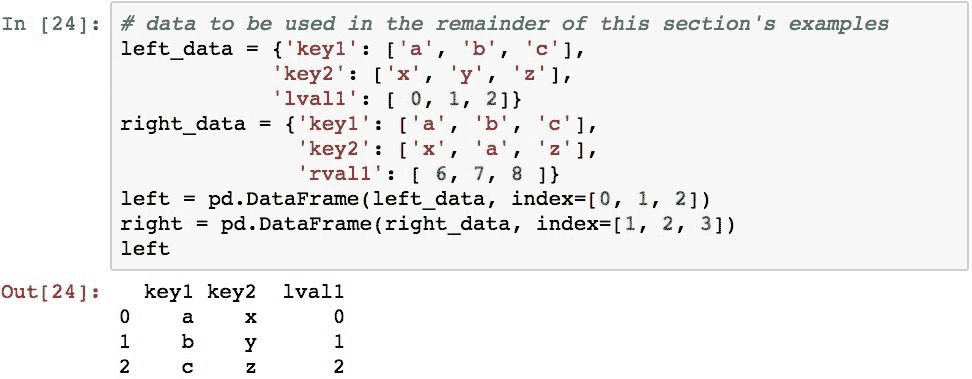 In [24]: # data to be used in the remainder of this section's examples
left_data = {'key1': ['a', 'b', 'c'],
'key2': ['x', 'y', 'z'],
'lval1': [ 0, 1, 2]}
right_data = {'key1': ['a', 'b', 'c'],
'key2': ['x', 'a', 'z'],
'rval1': [ 6, 7, 8 ]}
left = pd.DataFrame(left_data, index=[0, 1, 2])
right = pd.DataFrame(right_data, index=[1, 2, 3])
left
Out[24]: key1 key2 lval1
0 a x 0
1 b y 1
2 c z 2